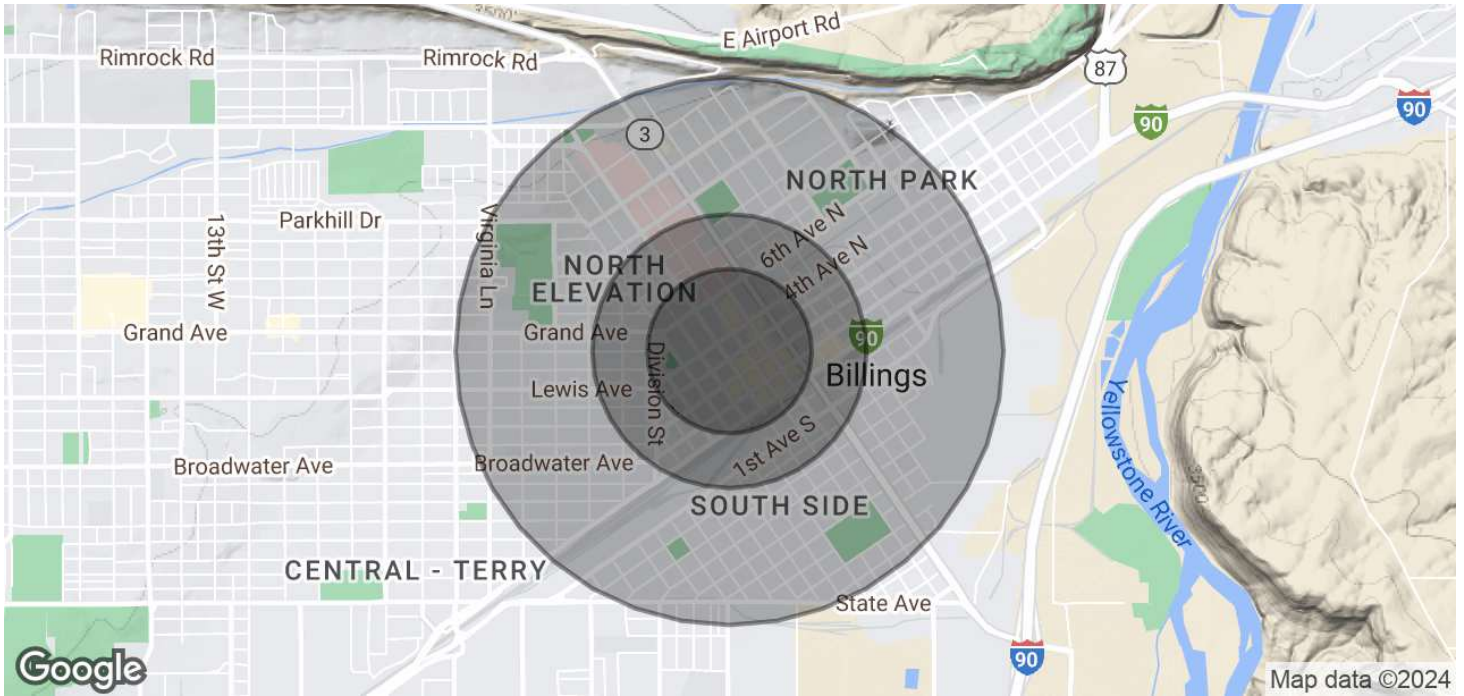 3500
E Airport Rd
Rimrock Rd
Rimrock Rd
87
90
90
3
NORTH PARK
Parkhill Dr
13th St W
Virginia Ln
6th Ave N
4th Ave N
NORTH
ELEVATION
Grand Ave
Grand Ave
90
Division St
Billings
Lewis Ave
Yellowstone River
1st Ave S
Broadwater Ave
Broadwater Ave
3500
SOUTH SIDE
CENTRAL - TERRY
State Ave
90
Google
Map data ©2024